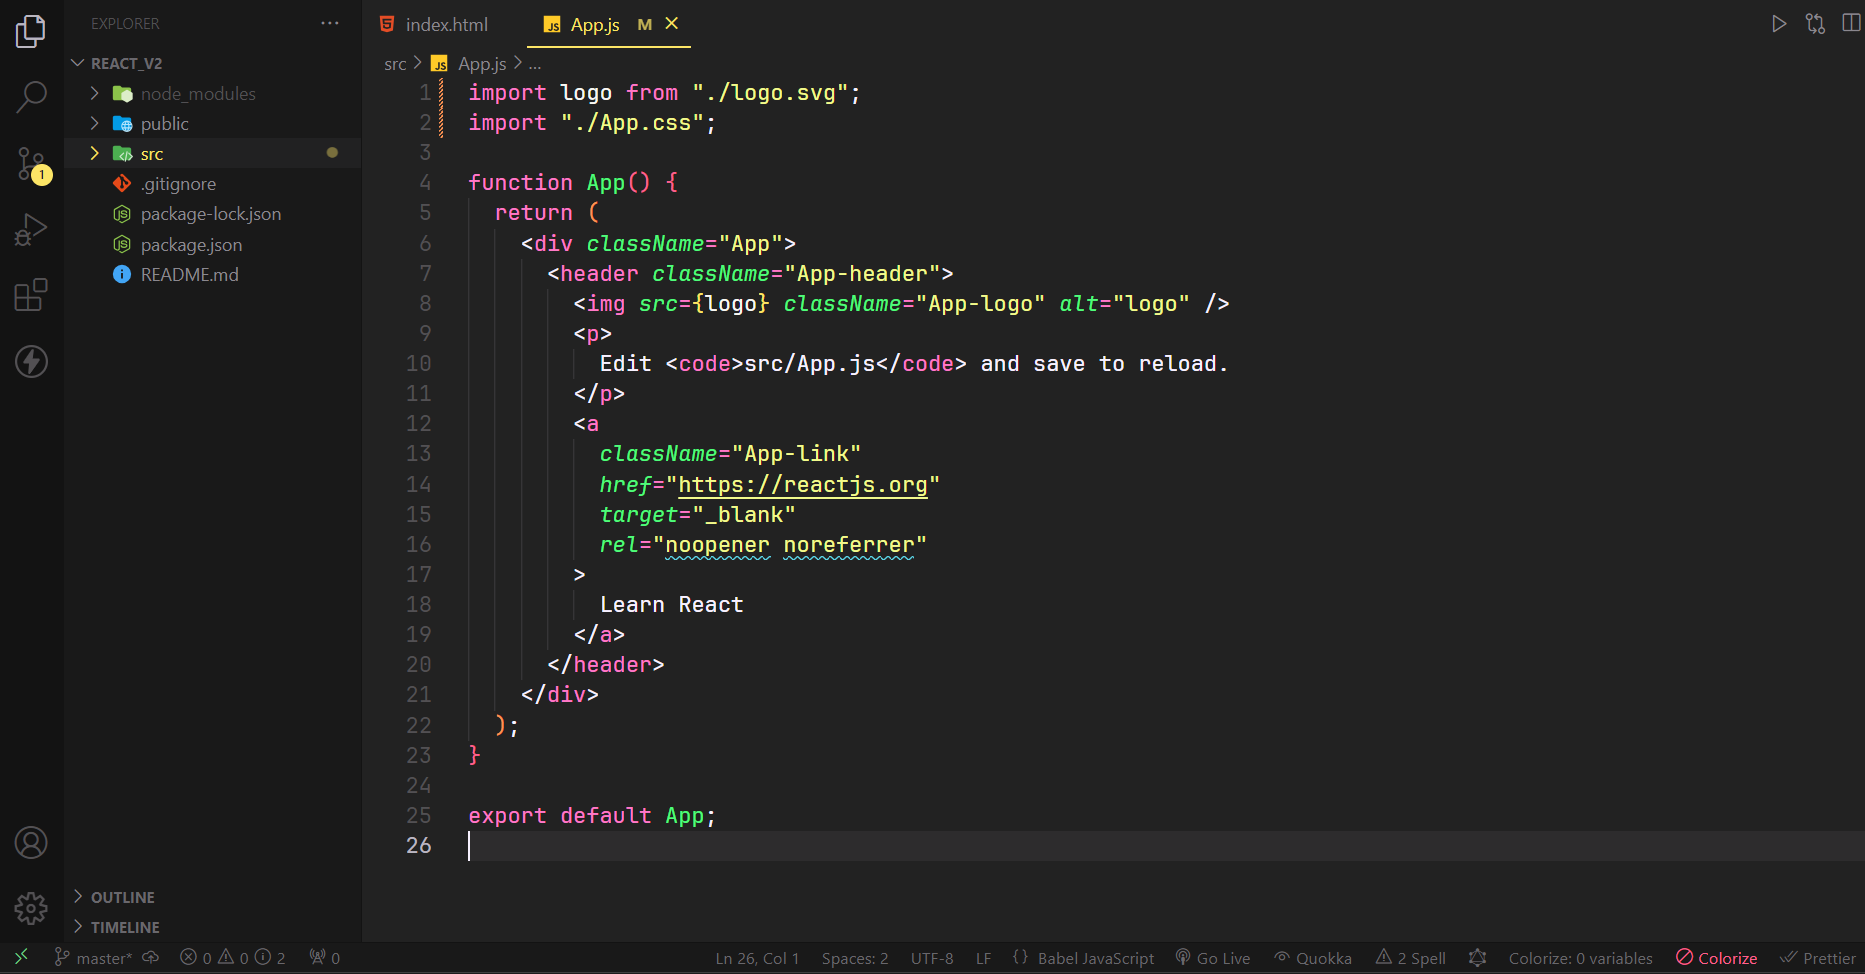 EXPLORER
REACT_V2
node_modules
public
src
.gitignore
package-lock.json
package.json
README.md
OUTLINE
TIMELINE
1
index.html
App.js M
src > App.js > ...
1 import logo from "./logo.svg";
2 import "./App.css";
3
4 function App() {
5   return (
6     <div className="App">
7       <header className="App-header">
8         <img src={logo} className="App-logo" alt="logo" />
9         <p>
10           Edit <code>src/App.js</code> and save to reload.
11         </p>
12         <a
13           className="App-link"
14           href="https://reactjs.org"
15           target="_blank"
16           rel="noopener noreferrer"
17         >
18           Learn React
19         </a>
20       </header>
21     </div>
22   );
23 }
24
25 export default App;
26
master* 0 0 2 0 Ln 26, Col 1 Spaces: 2 UTF-8 LF {} Babel JavaScript Go Live Quokka 2 Spell Colorize: 0 variables Colorize Prettier